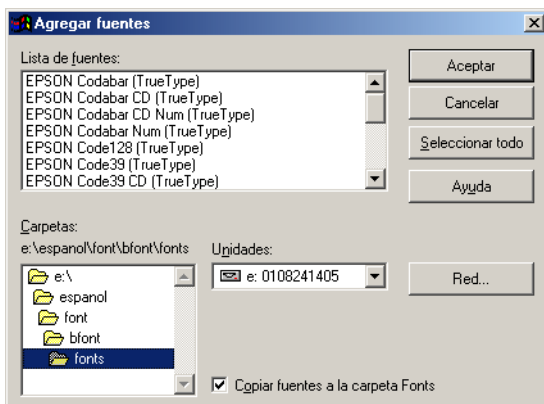 Agregar fuentes
Lista de fuentes:
EPSON Codabar (TrueType)
EPSON Codabar CD (TrueType)
EPSON Codabar CD Num (TrueType)
EPSON Codabar Num (TrueType)
EPSON Code128 (TrueType)
EPSON Code39 (TrueType)
EPSON Code39 CD (TrueType)
Aceptar
Cancelar
Seleccionar todo
Ayuda
Carpetas:
e:\espanol\font\bfont\fonts
e:\
espanol
font
bfont
fonts
Unidades:
e: 0108241405
Red...
Copiar fuentes a la carpeta Fonts